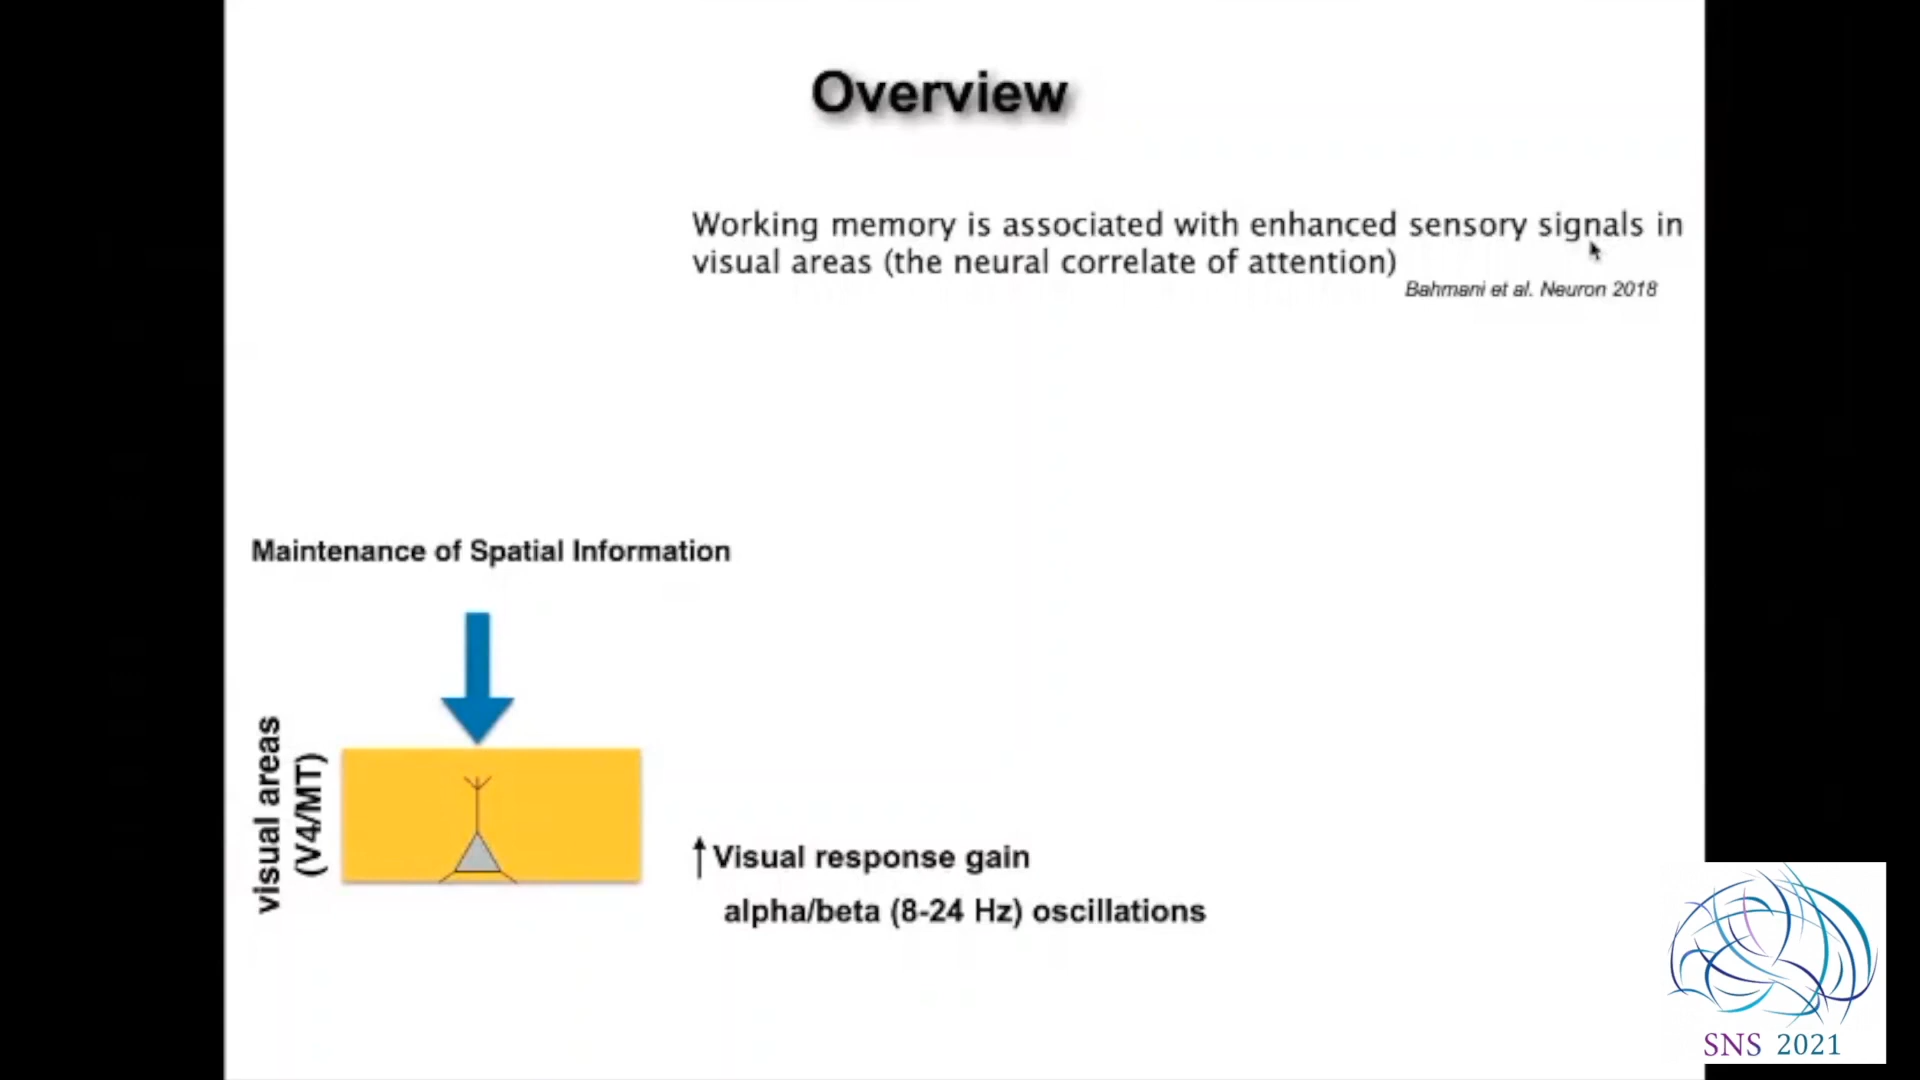 Overview
Working memory is associated with enhanced sensory signals in
visual areas (the neural correlate of attention)
Bahmani et al. Neuron 2018
Maintenance of Spatial Information
visual areas
(V4/MT)
↑Visual response gain
alpha/beta (8-24 Hz) oscillations
SNS 2021